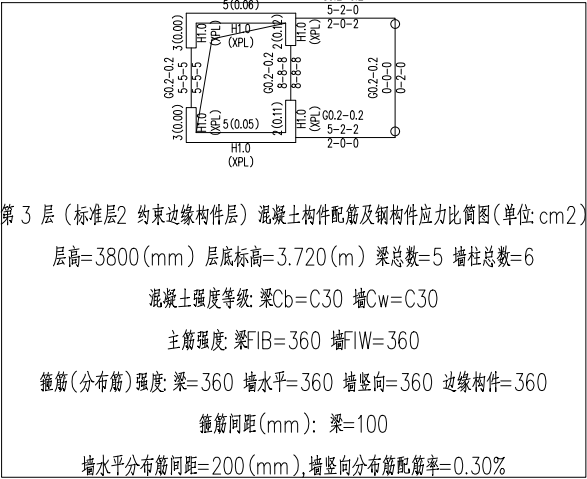 5(0.06)
5-2-0
2-0-0
3(0.00)
H1.0
(XPL)
H1.0
(XPL)
2(0.12)
H1.0
(XPL)
G0.2-0.2
5-5-5
5-5-5
G0.2-0.2
8-8-8
8-8-8
G0.2-0.2
0-0-0
0-2-0
3(0.00)
H1.0
(XPL)
5(0.05)
2(0.11)
H1.0
(XPL)
G0.2-0.2
5-2-2
2-0-0
H1.0
(XPL)
第 3 层 (标准层2 约束边缘构件层) 混凝土构件配筋及钢构件应力比简图(单位: cm2)
层高=3800(mm) 层底标高=3.720(m) 梁总数=5 墙柱总数=6
混凝土强度等级: 梁Cb=C30 墙Cw=C30
主筋强度: 梁FIB=360 墙FIW=360
箍筋(分布筋)强度: 梁=360 墙水平=360 墙竖向=360 边缘构件=360
箍筋间距(mm): 梁=100
墙水平分布筋间距=200(mm),墙竖向分布筋配筋率=0.30%